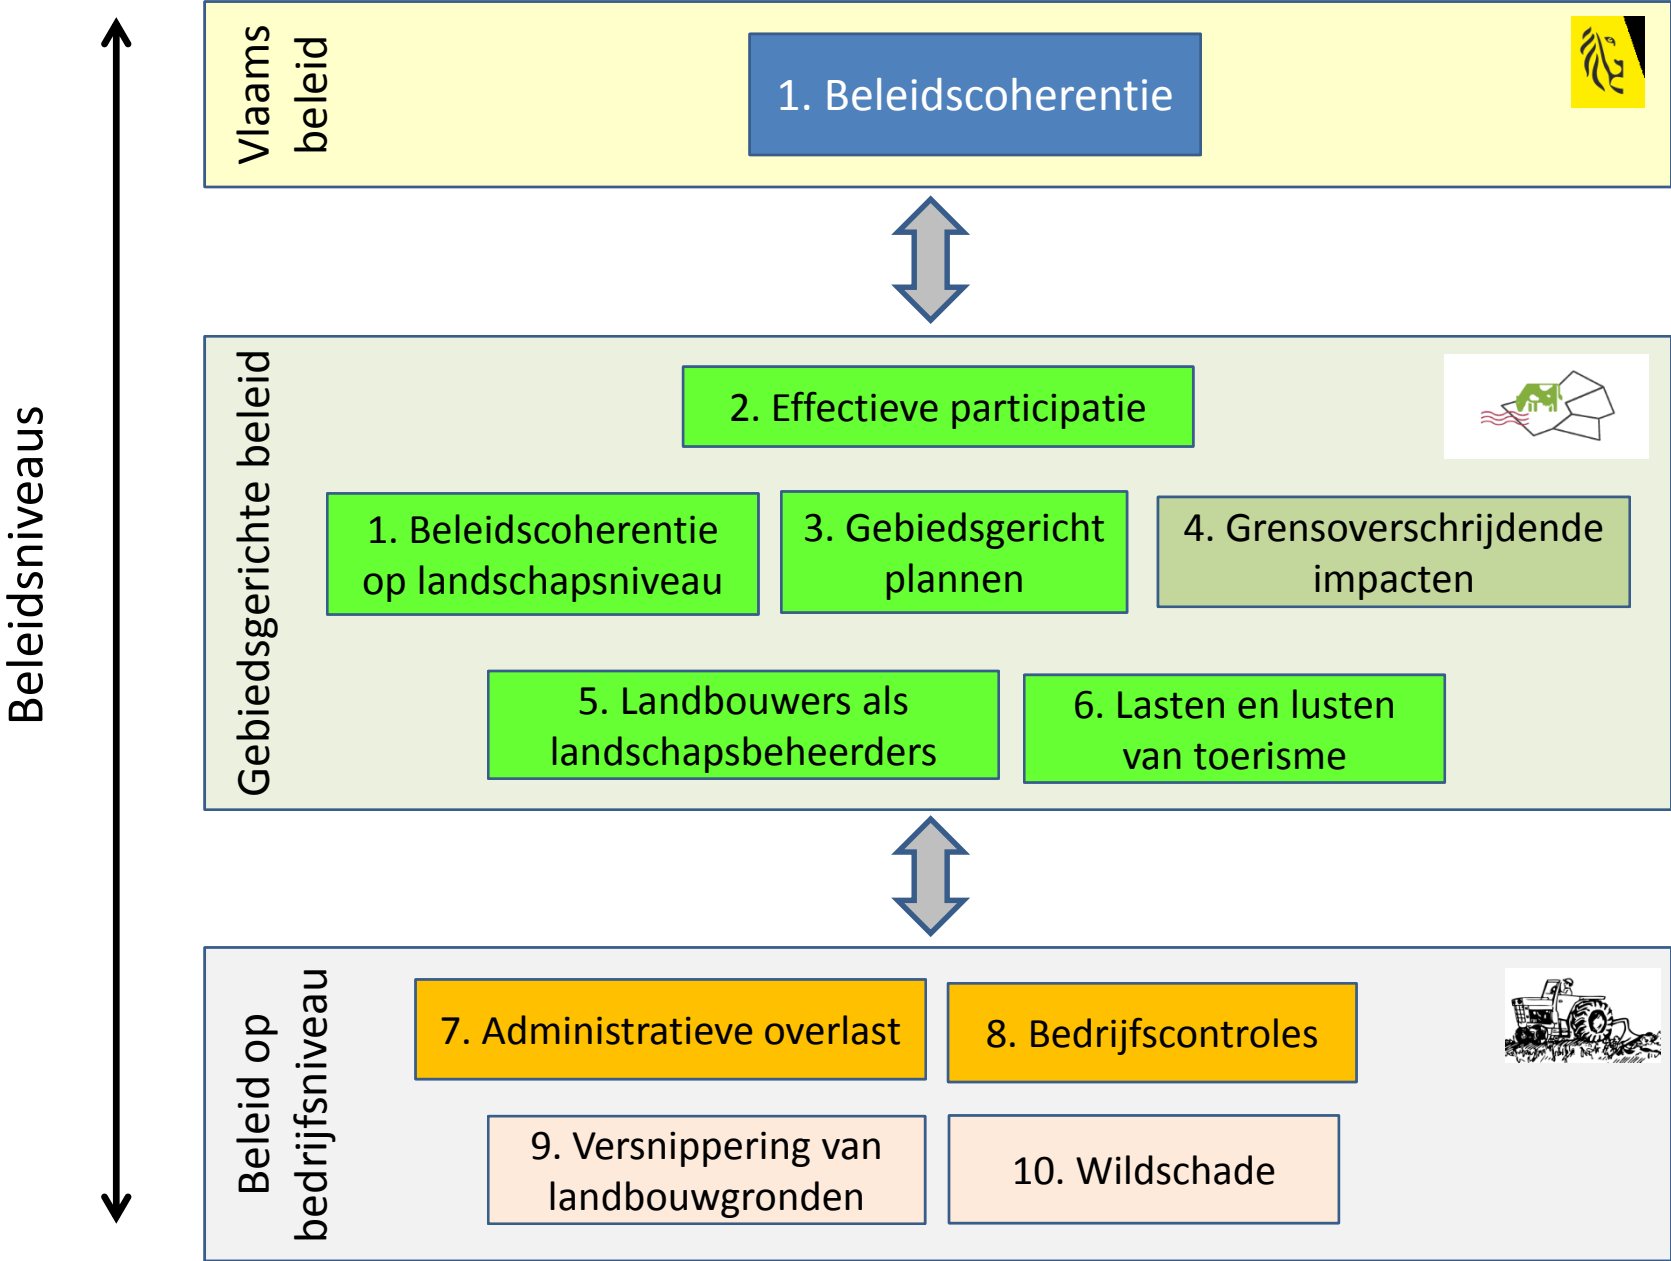 Beleidsniveaus
Vlaams
beleid
1. Beleidscoherentie
Gebiedsgerichte beleid
2. Effectieve participatie
1. Beleidscoherentie
op landschapsniveau
3. Gebiedsgericht
plannen
4. Grensoverschrijdende
impacten
5. Landbouwers als
landschapsbeheerders
6. Lasten en lusten
van toerisme
Beleid op
bedrijfsniveau
7. Administratieve overlast
8. Bedrijfscontroles
9. Versnippering van
landbouwgronden
10. Wildschade